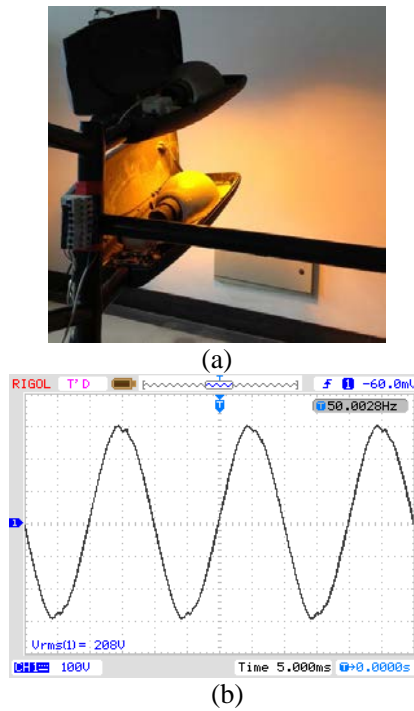 (a)
RIGOL T'D T f 1 -60.0mV
T 50.0028Hz
T
1
Vrms(1)= 208V
CH1 100V Time 5.000ms T→0.0000s
(b)